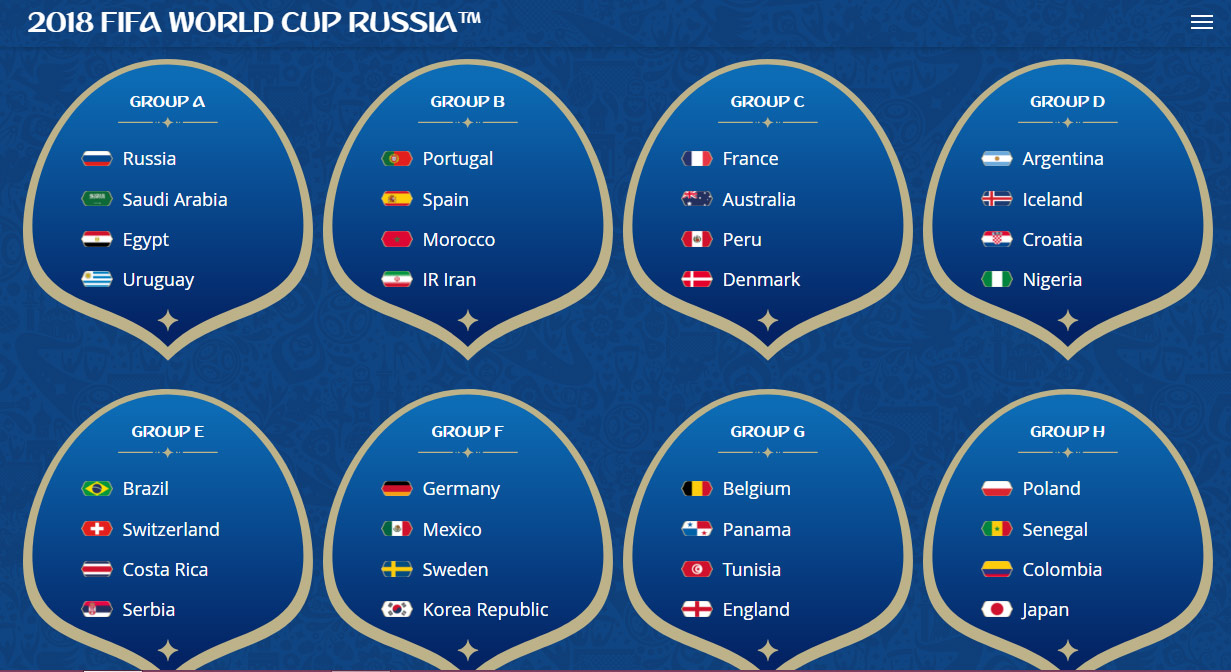 2018 FIFA WORLD CUP RUSSIA™
GROUP A
Russia
Saudi Arabia
Egypt
Uruguay
GROUP B
Portugal
Spain
Morocco
IR Iran
GROUP C
France
Australia
Peru
Denmark
GROUP D
Argentina
Iceland
Croatia
Nigeria
GROUP E
Brazil
Switzerland
Costa Rica
Serbia
GROUP F
Germany
Mexico
Sweden
Korea Republic
GROUP G
Belgium
Panama
Tunisia
England
GROUP H
Poland
Senegal
Colombia
Japan